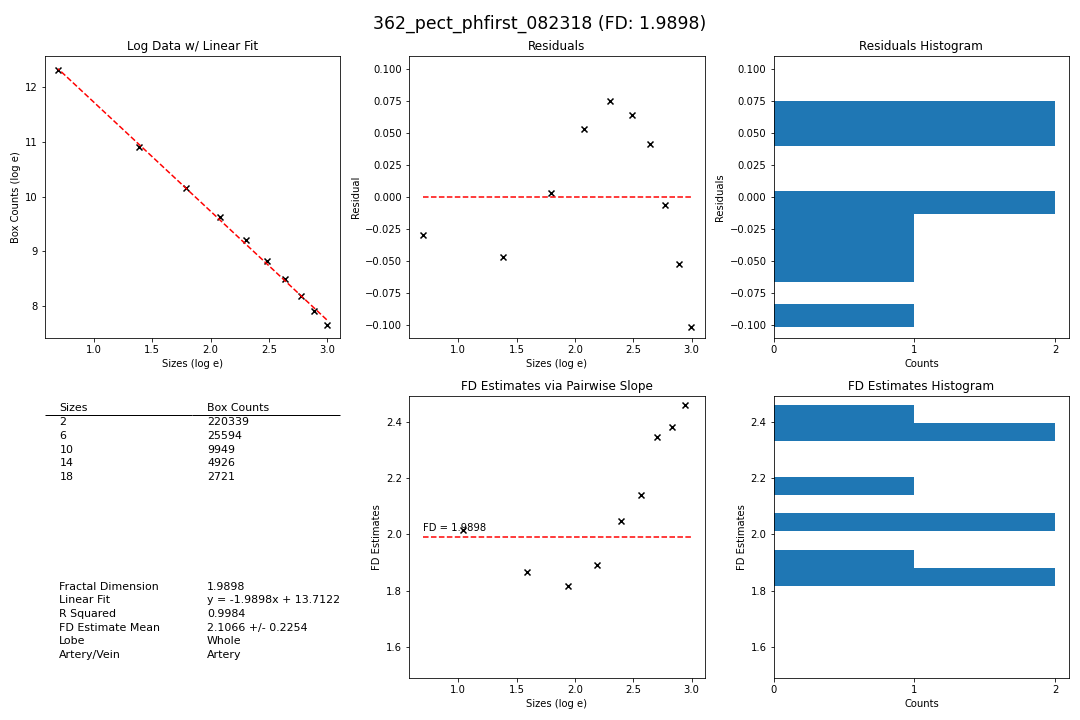 362_pect_phfirst_082318 (FD: 1.9898)
Log Data w/ Linear Fit
12
11
10
9
8
Box Counts (log e)
1.0 1.5 2.0 2.5 3.0
Sizes (log e)
Residuals
0.100
0.075
0.050
0.025
0.000
−0.025
−0.050
−0.075
−0.100
Residual
1.0 1.5 2.0 2.5 3.0
Sizes (log e)
Residuals Histogram
0.100
0.075
0.050
0.025
0.000
−0.025
−0.050
−0.075
−0.100
Residuals
0 1 2
Counts
Sizes Box Counts
2 220339
6 25594
10 9949
14 4926
18 2721
Fractal Dimension 1.9898
Linear Fit y = -1.9898x + 13.7122
R Squared 0.9984
FD Estimate Mean 2.1066 +/- 0.2254
Lobe Whole
Artery/Vein Artery
FD Estimates via Pairwise Slope
2.4
2.2
2.0
1.8
1.6
FD Estimates
FD = 1.9898
1.0 1.5 2.0 2.5 3.0
Sizes (log e)
FD Estimates Histogram
2.4
2.2
2.0
1.8
1.6
FD Estimates
0 1 2
Counts